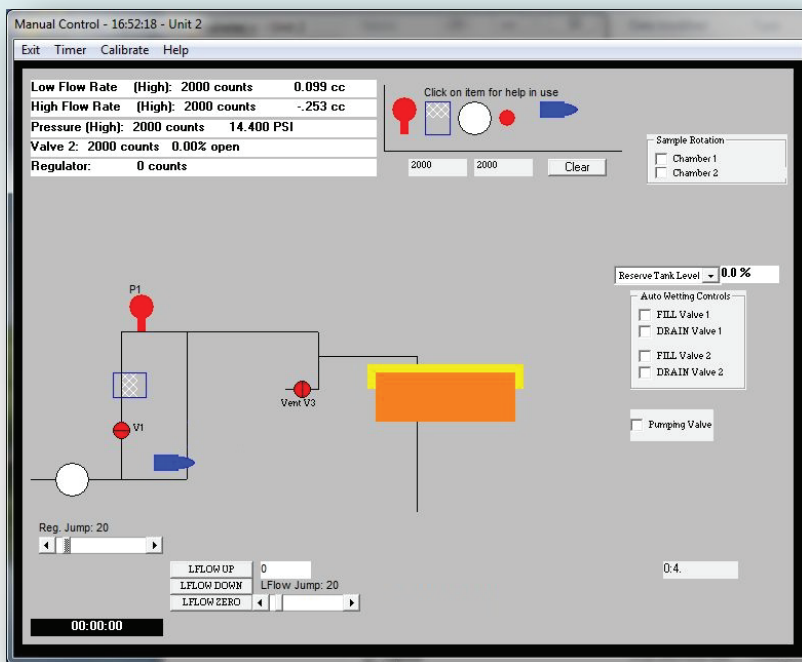 Manual Control - 16:52:18 - Unit 2
Exit Timer Calibrate Help
Low Flow Rate (High): 2000 counts 0.099 cc
High Flow Rate (High): 2000 counts -.253 cc
Pressure (High): 2000 counts 14.400 PSI
Valve 2: 2000 counts 0.00% open
Regulator: 0 counts
Click on item for help in use
2000 2000 Clear
Sample Rotation
Chamber 1
Chamber 2
Reserve Tank Level 0.0 %
Auto Wetting Controls
FILL Valve 1
DRAIN Valve 1
FILL Valve 2
DRAIN Valve 2
Pumping Valve
P1
Vent V3
V1
Reg. Jump: 20
LFLOW UP 0
LFLOW DOWN LFlow Jump: 20
LFLOW ZERO
0:4.
00:00:00